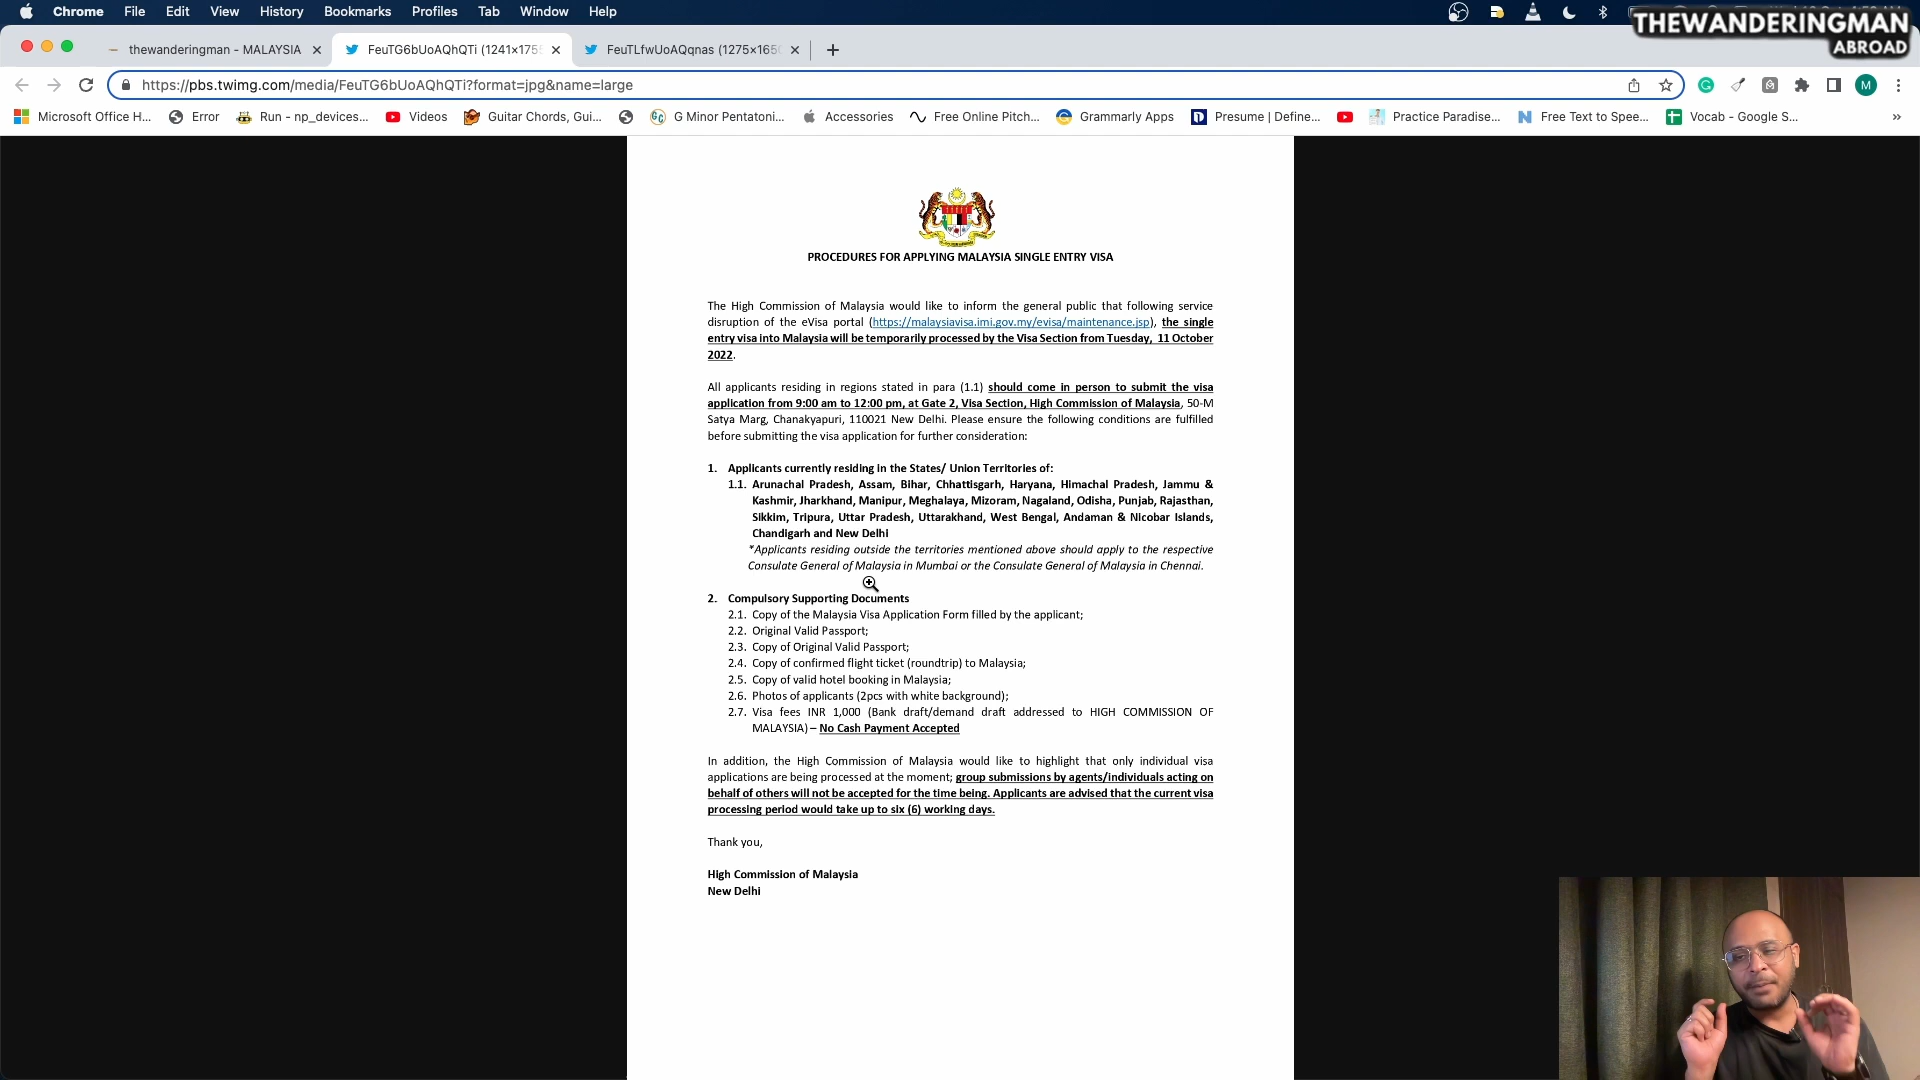 Chrome File Edit View History Bookmarks Profiles Tab Window Help
THEWANDERINGMAN
ABROAD
thewanderingman - MALAYSIA
FeuTG6bUoAQhQTi (1241×1755
FeuTLfwUoAQqnas (1275×1650
https://pbs.twimg.com/media/FeuTG6bUoAQhQTi?format=jpg&name=large
M
Microsoft Office H... Error Run - np_devices... Videos Guitar Chords, Gui... G Minor Pentatoni... Accessories Free Online Pitch... Grammarly Apps Presume | Define... Practice Paradise... Free Text to Spee... Vocab - Google S... »
PROCEDURES FOR APPLYING MALAYSIA SINGLE ENTRY VISA
The High Commission of Malaysia would like to inform the general public that following service
disruption of the eVisa portal (https://malaysiavisa.imi.gov.my/evisa/maintenance.jsp), the single
entry visa into Malaysia will be temporarily processed by the Visa Section from Tuesday, 11 October
2022.
All applicants residing in regions stated in para (1.1) should come in person to submit the visa
application from 9:00 am to 12:00 pm, at Gate 2, Visa Section, High Commission of Malaysia, 50-M
Satya Marg, Chanakyapuri, 110021 New Delhi. Please ensure the following conditions are fulfilled
before submitting the visa application for further consideration:
1. Applicants currently residing in the States/ Union Territories of:
1.1. Arunachal Pradesh, Assam, Bihar, Chhattisgarh, Haryana, Himachal Pradesh, Jammu &
Kashmir, Jharkhand, Manipur, Meghalaya, Mizoram, Nagaland, Odisha, Punjab, Rajasthan,
Sikkim, Tripura, Uttar Pradesh, Uttarakhand, West Bengal, Andaman & Nicobar Islands,
Chandigarh and New Delhi
*Applicants residing outside the territories mentioned above should apply to the respective
Consulate General of Malaysia in Mumbai or the Consulate General of Malaysia in Chennai.
2. Compulsory Supporting Documents
2.1. Copy of the Malaysia Visa Application Form filled by the applicant;
2.2. Original Valid Passport;
2.3. Copy of Original Valid Passport;
2.4. Copy of confirmed flight ticket (roundtrip) to Malaysia;
2.5. Copy of valid hotel booking in Malaysia;
2.6. Photos of applicants (2pcs with white background);
2.7. Visa fees INR 1,000 (Bank draft/demand draft addressed to HIGH COMMISSION OF
MALAYSIA) – No Cash Payment Accepted
In addition, the High Commission of Malaysia would like to highlight that only individual visa
applications are being processed at the moment; group submissions by agents/individuals acting on
behalf of others will not be accepted for the time being. Applicants are advised that the current visa
processing period would take up to six (6) working days.
Thank you,
High Commission of Malaysia
New Delhi